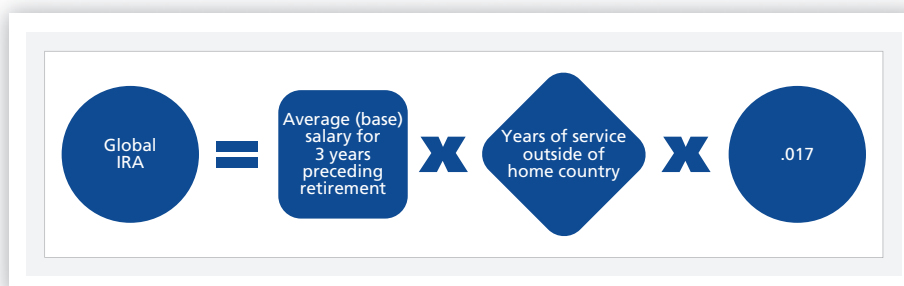 Global
IRA
=
Average (base)
salary for
3 years
preceding
retirement
x
Years of service
outside of
home country
x
.017